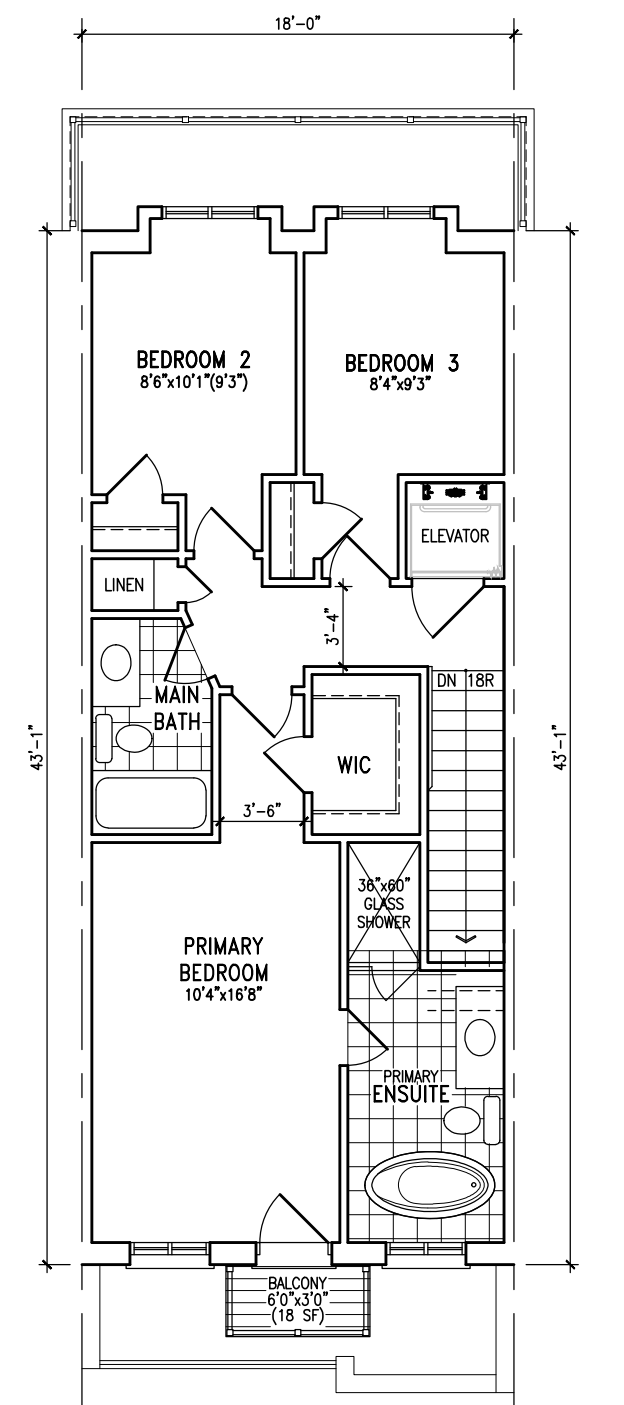 18'-0"
BEDROOM 2
8'6"x10'1"(9'3")
BEDROOM 3
8'4"x9'3"
ELEVATOR
LINEN
3'-4"
DN 18R
MAIN
BATH
WIC
43'-1"
43'-1"
3'-6"
36"x60"
GLASS
SHOWER
PRIMARY
BEDROOM
10'4"x16'8"
PRIMARY
ENSUITE
BALCONY
6'0"x3'0"
(18 SF)